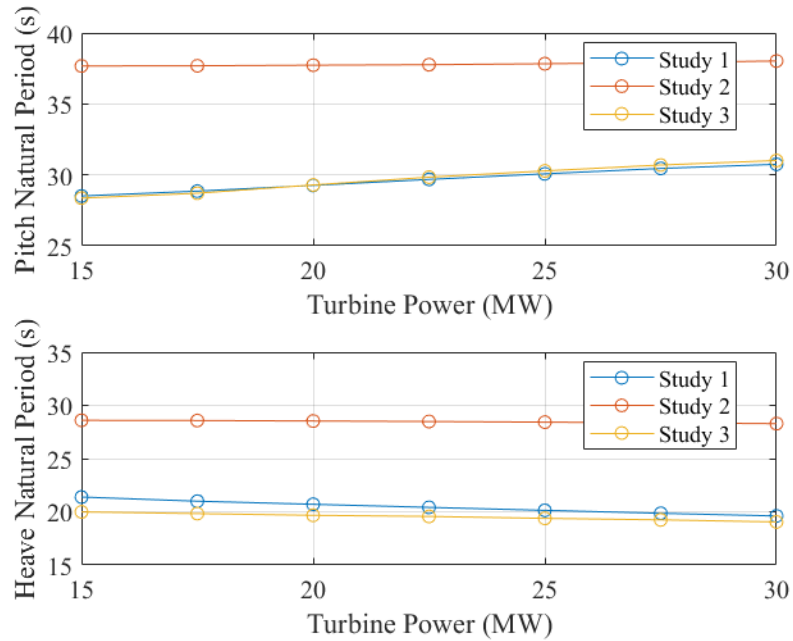 Pitch Natural Period (s)
40
35
30
25
Study 1
Study 2
Study 3
15
20
25
30
Turbine Power (MW)
Heave Natural Period (s)
35
30
25
20
15
Study 1
Study 2
Study 3
15
20
25
30
Turbine Power (MW)